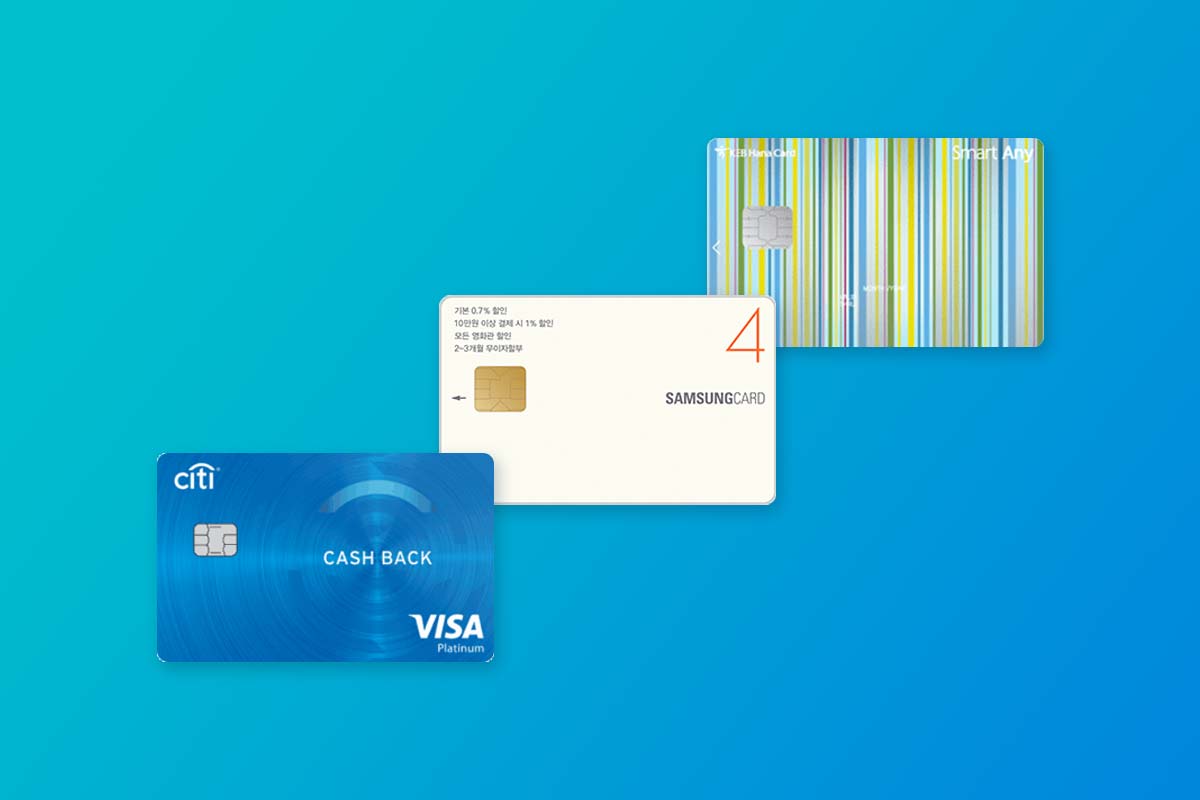 KEB Hana Card
Smart Any
기본 0.7% 할인
10만원 이상 결제 시 1% 할인
모든 영화관 할인
2~3개월 무이자할부
4
SAMSUNGCARD
citi
CASH BACK
VISA
Platinum